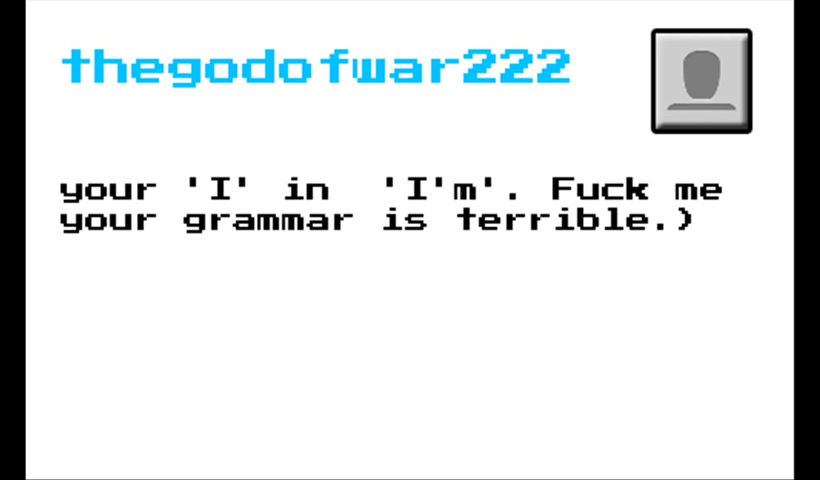 thegodofwar222
your 'I' in  'I'm'. Fuck me
your grammar is terrible.)